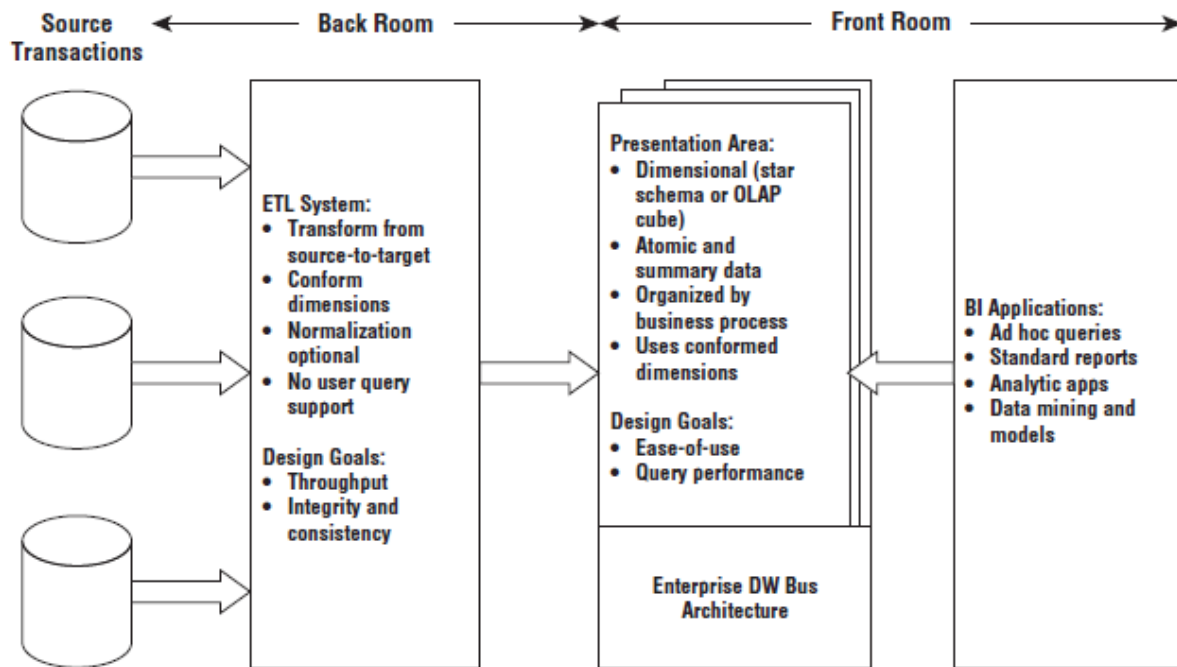 Source
Transactions
Back Room
Front Room
ETL System:
• Transform from
source-to-target
• Conform
dimensions
• Normalization
optional
• No user query
support
Design Goals:
• Throughput
• Integrity and
consistency
Presentation Area:
• Dimensional (star
schema or OLAP
cube)
• Atomic and
summary data
• Organized by
business process
• Uses conformed
dimensions
Design Goals:
• Ease-of-use
• Query performance
Enterprise DW Bus
Architecture
BI Applications:
• Ad hoc queries
• Standard reports
• Analytic apps
• Data mining and
models